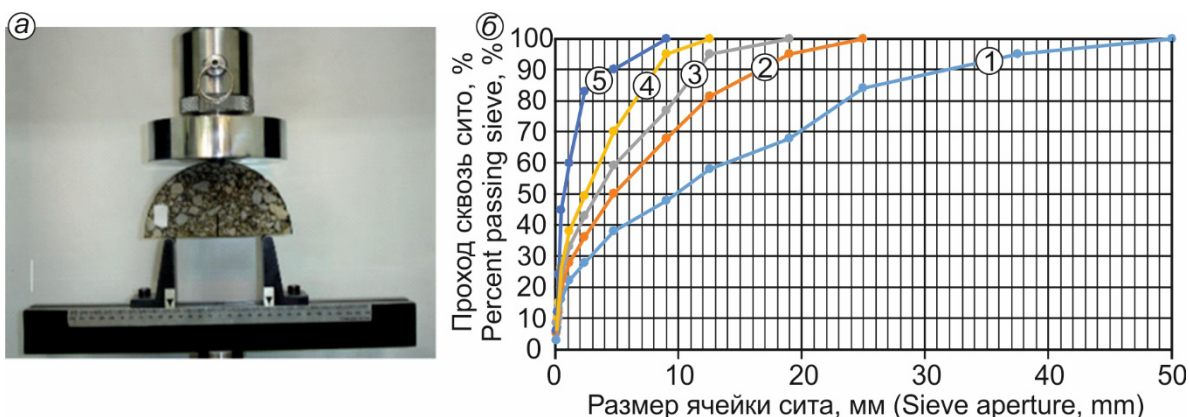 а
б
Проход сквозь сито, %
Percent passing sieve, %
100
90
80
70
60
50
40
30
20
10
0
5
4
3
2
1
0 10 20 30 40 50
Размер ячейки сита, мм (Sieve aperture, mm)